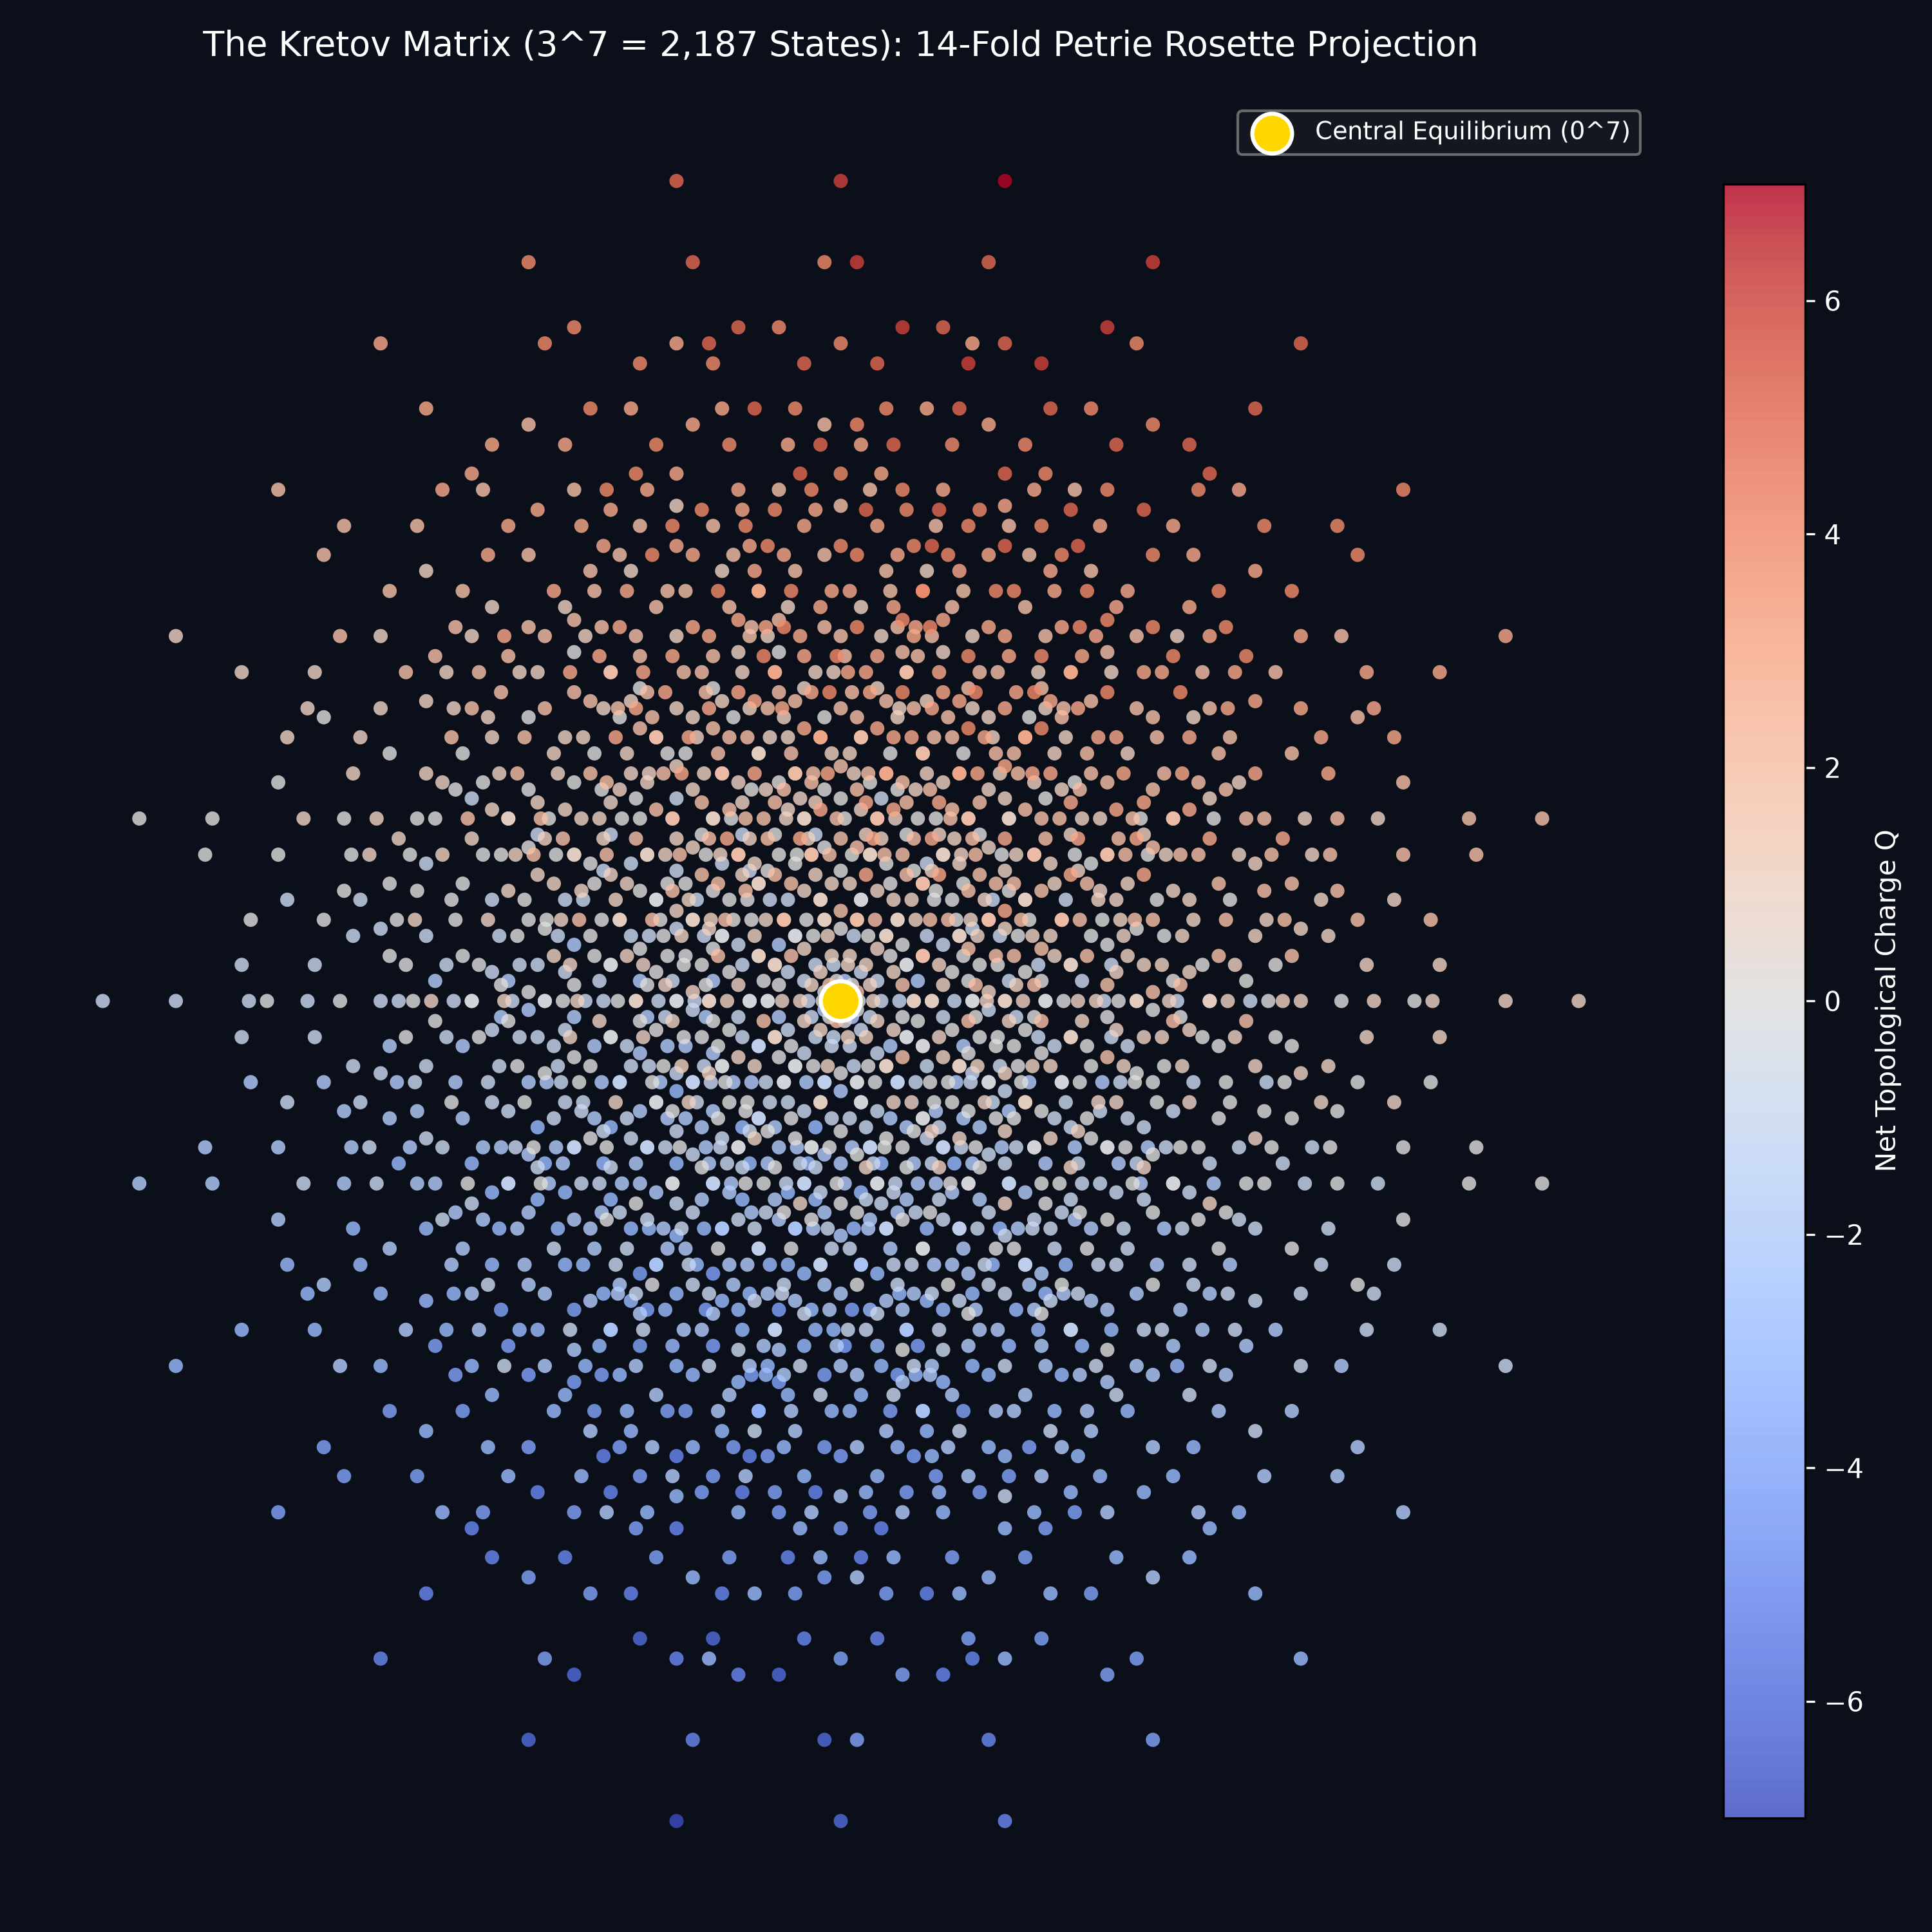 The Kretov Matrix (3^7 = 2,187 States): 14-Fold Petrie Rosette Projection
Central Equilibrium (0^7)
6
4
2
0
−2
−4
−6
Net Topological Charge Q